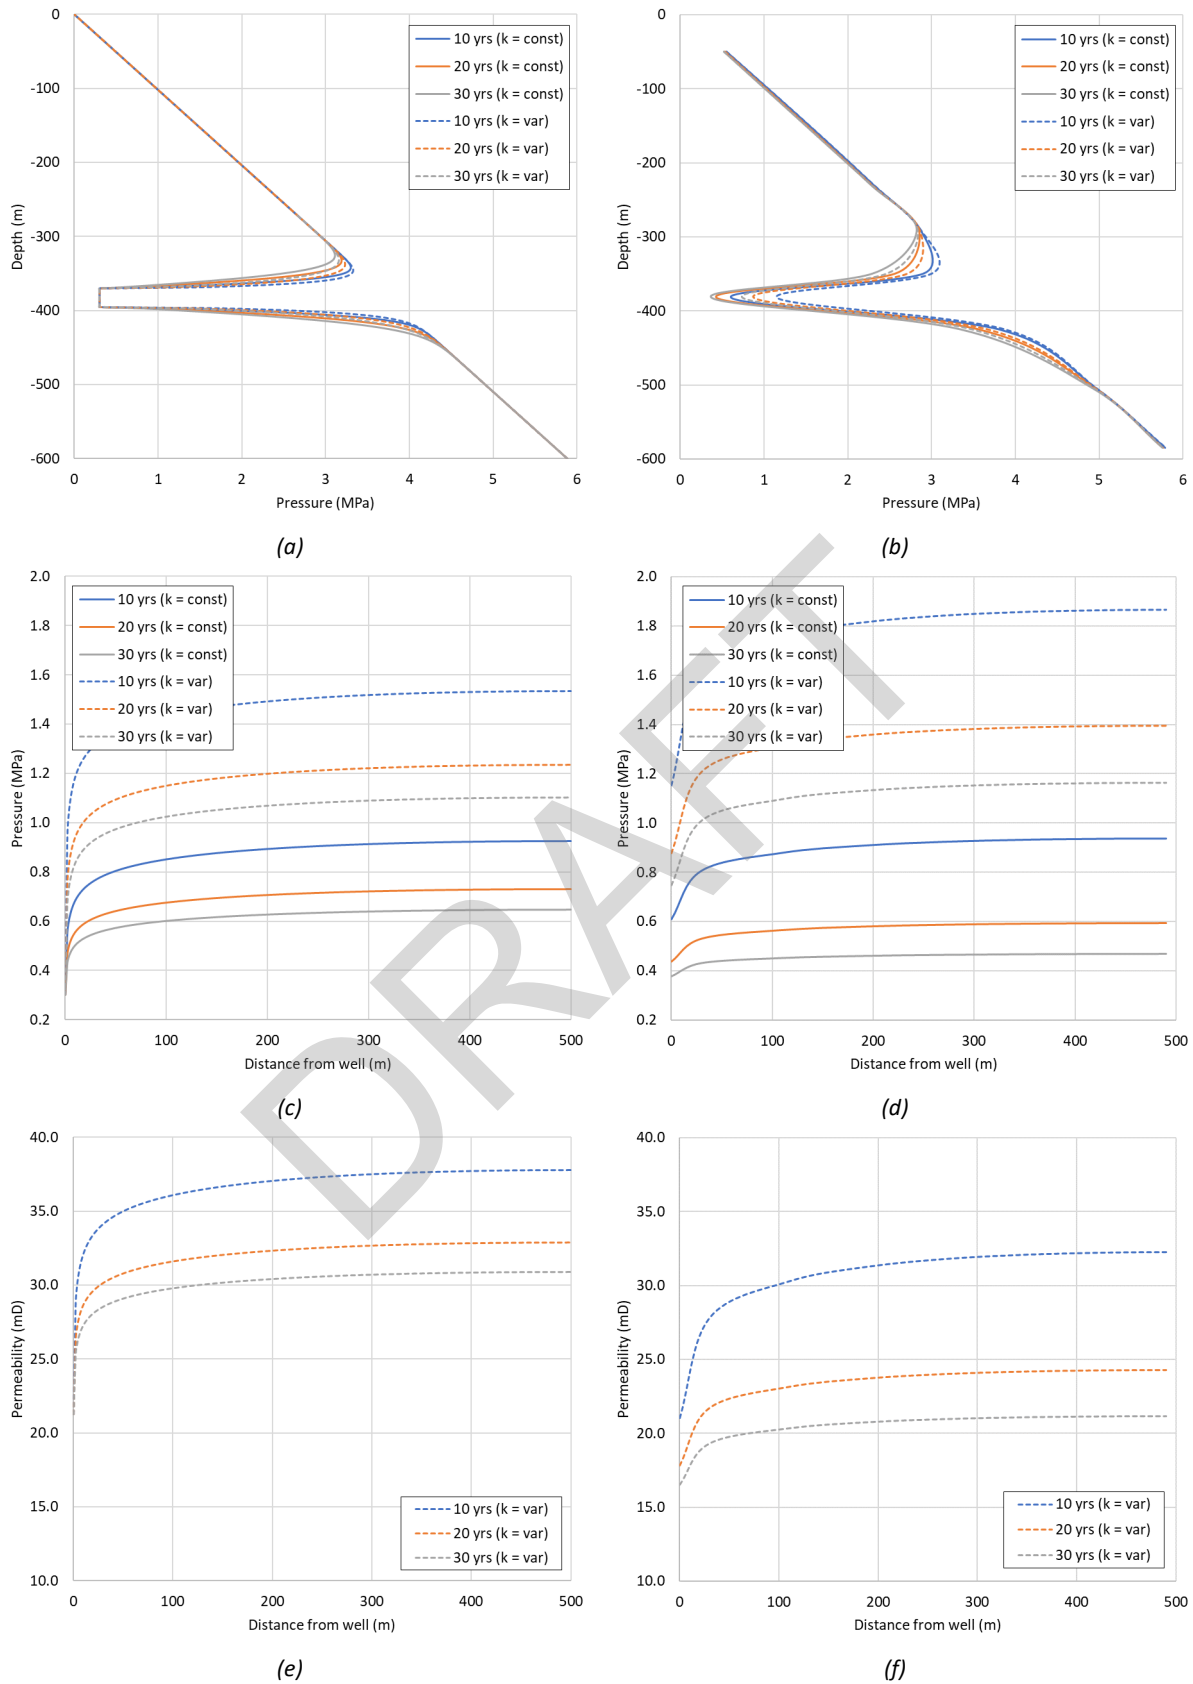 0
-100
-200
-300
-400
-500
-600
Depth (m)
0 1 2 3 4 5 6
Pressure (MPa)
10 yrs (k = const)
20 yrs (k = const)
30 yrs (k = const)
10 yrs (k = var)
20 yrs (k = var)
30 yrs (k = var)
(a)
0
-100
-200
-300
-400
-500
-600
Depth (m)
0 1 2 3 4 5 6
Pressure (MPa)
10 yrs (k = const)
20 yrs (k = const)
30 yrs (k = const)
10 yrs (k = var)
20 yrs (k = var)
30 yrs (k = var)
(b)
2.0
1.8
1.6
1.4
1.2
1.0
0.8
0.6
0.4
0.2
Pressure (MPa)
0 100 200 300 400 500
Distance from well (m)
10 yrs (k = const)
20 yrs (k = const)
30 yrs (k = const)
10 yrs (k = var)
20 yrs (k = var)
30 yrs (k = var)
(c)
2.0
1.8
1.6
1.4
1.2
1.0
0.8
0.6
0.4
0.2
Pressure (MPa)
0 100 200 300 400 500
Distance from well (m)
10 yrs (k = const)
20 yrs (k = const)
30 yrs (k = const)
10 yrs (k = var)
20 yrs (k = var)
30 yrs (k = var)
(d)
DRAFT
40.0
35.0
30.0
25.0
20.0
15.0
10.0
Permeability (mD)
0 100 200 300 400 500
Distance from well (m)
10 yrs (k = var)
20 yrs (k = var)
30 yrs (k = var)
(e)
40.0
35.0
30.0
25.0
20.0
15.0
10.0
Permeability (mD)
0 100 200 300 400 500
Distance from well (m)
10 yrs (k = var)
20 yrs (k = var)
30 yrs (k = var)
(f)